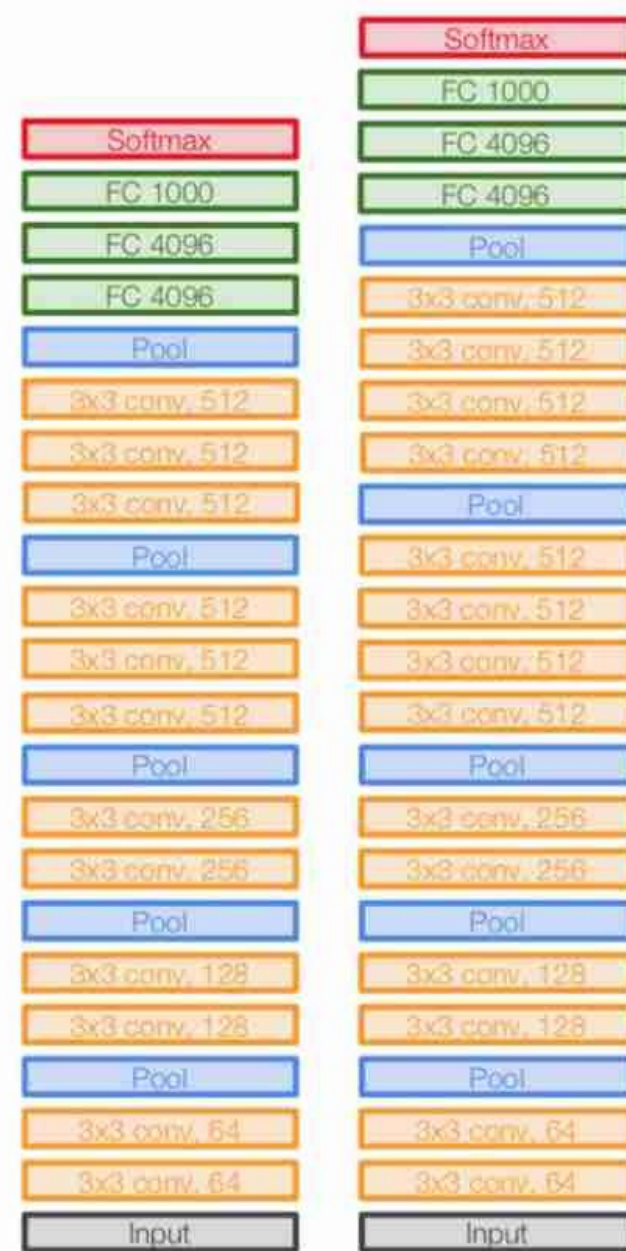 Softmax
FC 1000
FC 4096
FC 4096
Pool
3x3 conv, 512
3x3 conv, 512
3x3 conv, 512
Pool
3x3 conv, 512
3x3 conv, 512
3x3 conv, 512
Pool
3x3 conv, 256
3x3 conv, 256
Pool
3x3 conv, 128
3x3 conv, 128
Pool
3x3 conv, 64
3x3 conv, 64
Input
Softmax
FC 1000
FC 4096
FC 4096
Pool
3x3 conv, 512
3x3 conv, 512
3x3 conv, 512
3x3 conv, 512
Pool
3x3 conv, 512
3x3 conv, 512
3x3 conv, 512
3x3 conv, 512
Pool
3x3 conv, 256
3x3 conv, 256
Pool
3x3 conv, 128
3x3 conv, 128
Pool
3x3 conv, 64
3x3 conv, 64
Input